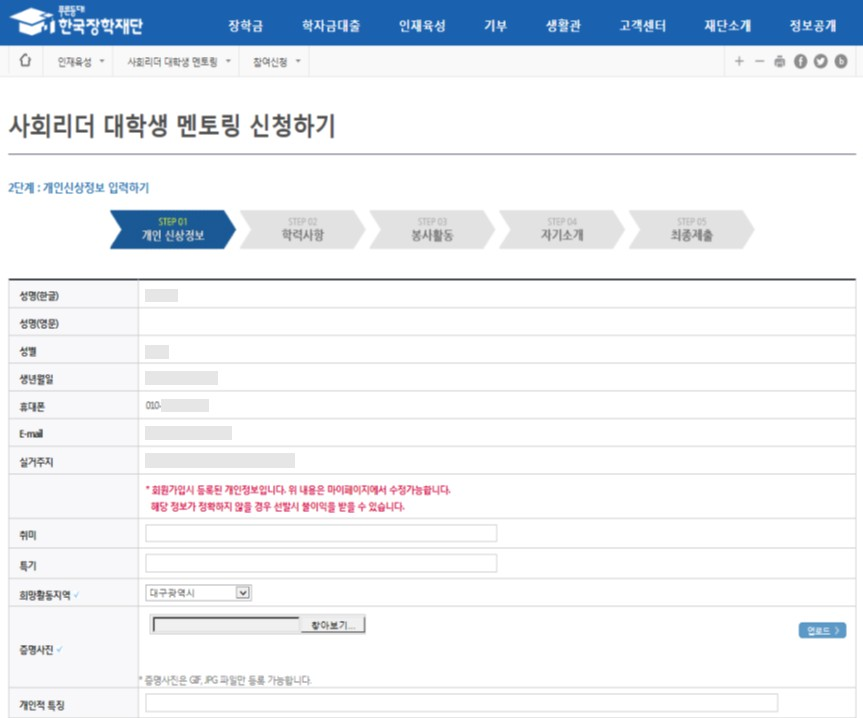 푸른등대
한국장학재단
장학금 학자금대출 인재육성 기부 생활관 고객센터 재단소개 정보공개
인재육성 사회리더 대학생 멘토링 참여신청
사회리더 대학생 멘토링 신청하기
2단계 : 개인신상정보 입력하기
STEP 01 STEP 02 STEP 03 STEP 04 STEP 05
개인 신상정보 학력사항 봉사활동 자기소개 최종제출
성명(한글)
성명(영문)
성별
생년월일
휴대폰 010-
E-mail
실거주지
* 회원가입시 등록된 개인정보입니다. 위 내용은 마이페이지에서 수정가능합니다.
해당 정보가 정확하지 않을 경우 선발시 불이익을 받을 수 있습니다.
취미
특기
희망활동지역 ✓ 대구광역시
찾아보기...
업로드 >
증명사진 ✓
* 증명사진은 GIF, JPG 파일만 등록 가능합니다.
개인적 특징